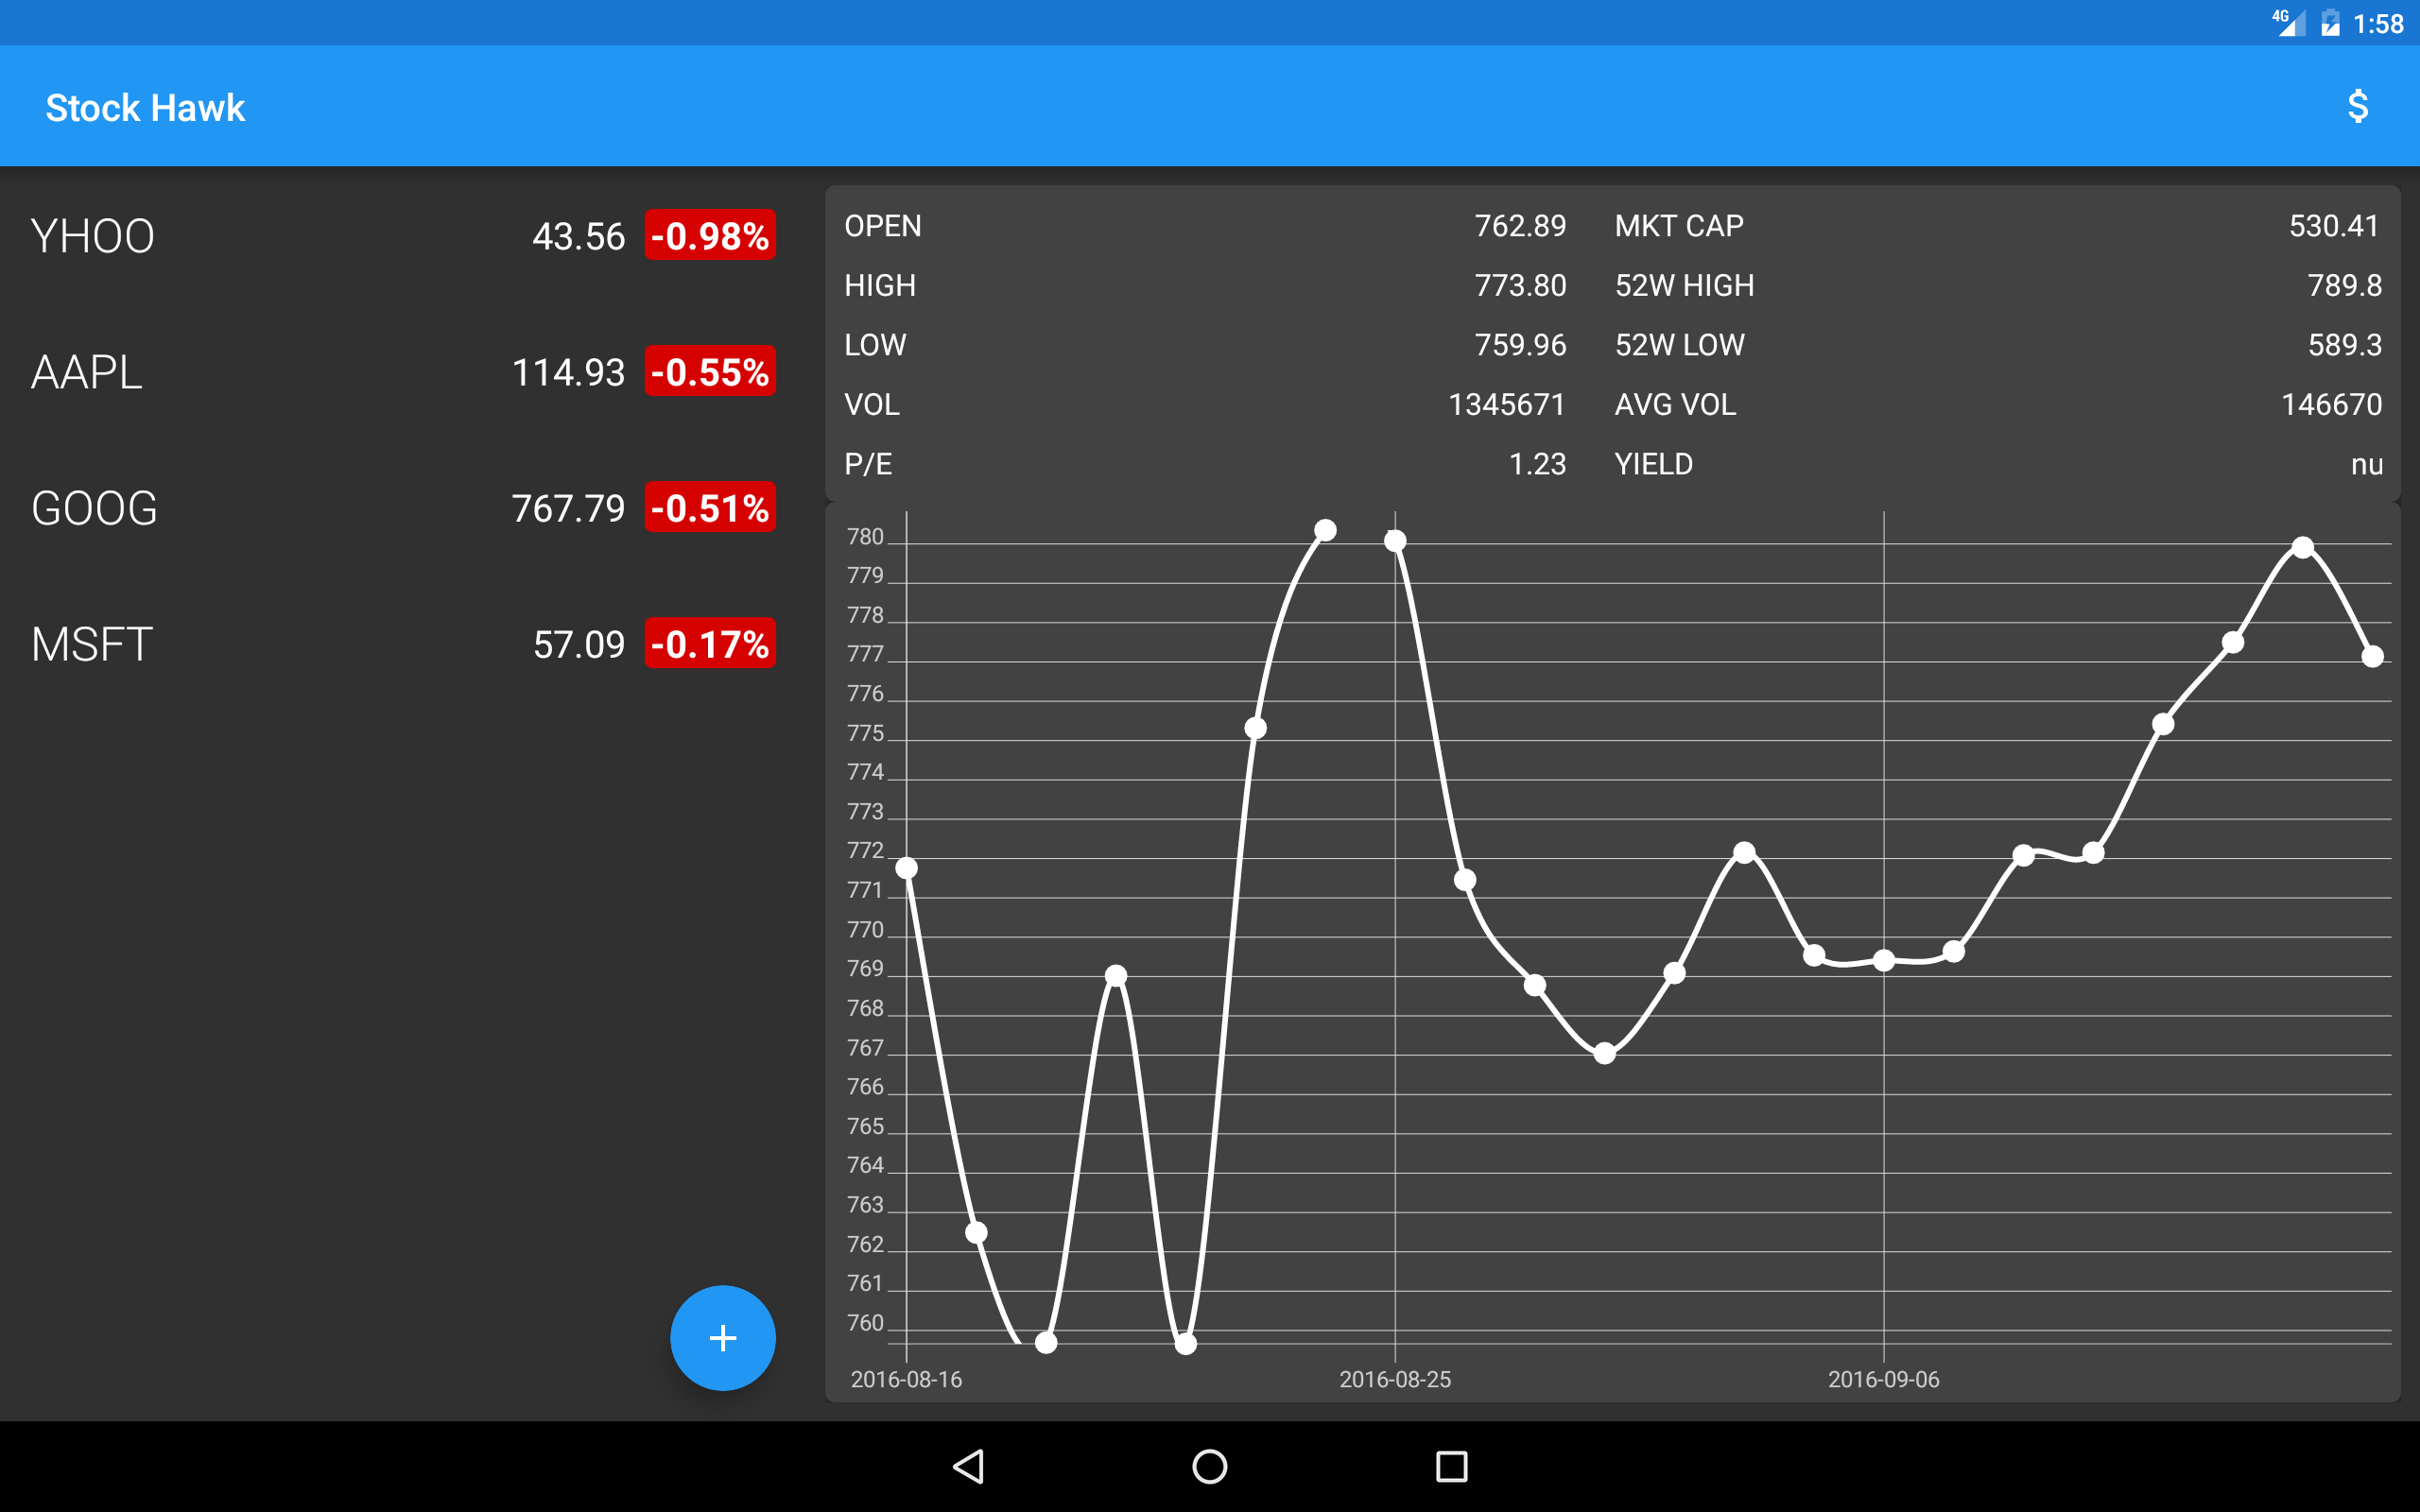 4G 1:58
Stock Hawk $
YHOO 43.56 -0.98%
AAPL 114.93 -0.55%
GOOG 767.79 -0.51%
MSFT 57.09 -0.17%
+
OPEN 762.89 MKT CAP 530.41
HIGH 773.80 52W HIGH 789.8
LOW 759.96 52W LOW 589.3
VOL 1345671 AVG VOL 146670
P/E 1.23 YIELD nu
780
779
778
777
776
775
774
773
772
771
770
769
768
767
766
765
764
763
762
761
760
2016-08-16 2016-08-25 2016-09-06